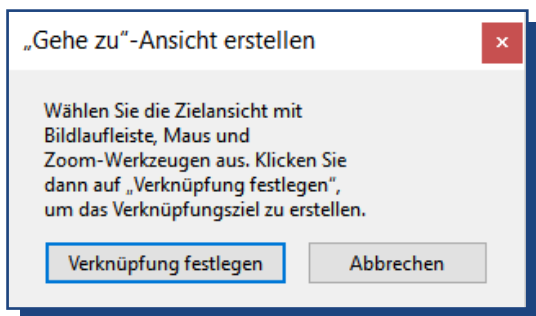 „Gehe zu“-Ansicht erstellen
Wählen Sie die Zielansicht mit
Bildlaufleiste, Maus und
Zoom-Werkzeugen aus. Klicken Sie
dann auf „Verknüpfung festlegen“,
um das Verknüpfungsziel zu erstellen.
Verknüpfung festlegen
Abbrechen